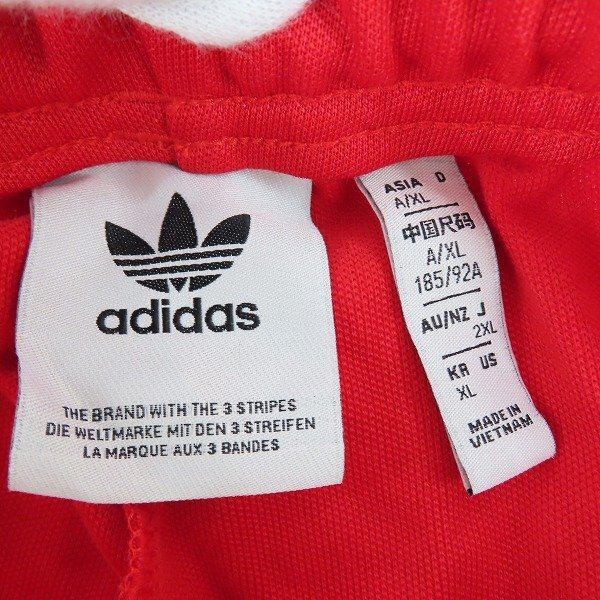 adidas
THE BRAND WITH THE 3 STRIPES
DIE WELTMARKE MIT DEN 3 STREIFEN
LA MARQUE AUX 3 BANDES
ASIA D
A/XL
中国尺码
A/XL
185/92A
AU/NZ J
2XL
KR US
XL
MADE IN
VIETNAM